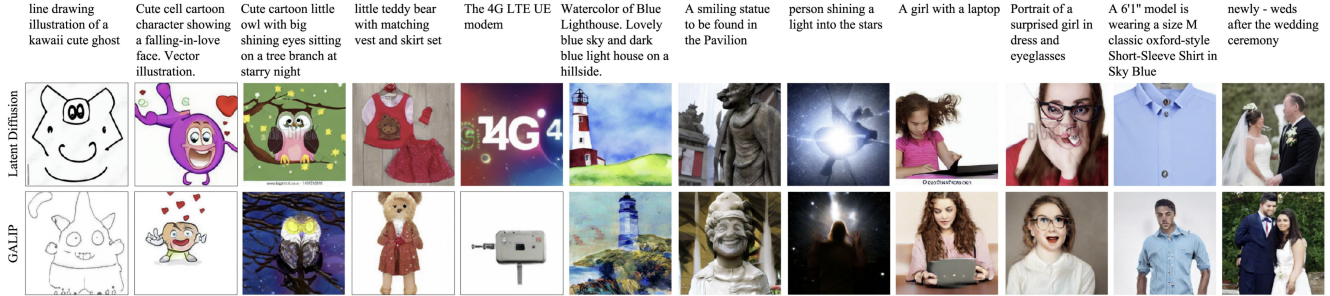 line drawing
illustration of a
kawaii cute ghost
Cute cell cartoon
character showing
a falling-in-love
face. Vector
illustration.
Cute cartoon little
owl with big
shining eyes sitting
on a tree branch at
starry night
little teddy bear
with matching
vest and skirt set
The 4G LTE UE
modem
Watercolor of Blue
Lighthouse. Lovely
blue sky and dark
blue light house on a
hillside.
A smiling statue
to be found in
the Pavilion
person shining a
light into the stars
A girl with a laptop
Portrait of a
surprised girl in
dress and
eyeglasses
A 6'1" model is
wearing a size M
classic oxford-style
Short-Sleeve Shirt in
Sky Blue
newly - weds
after the wedding
ceremony
Latent Diffusion
4G
4
GALIP